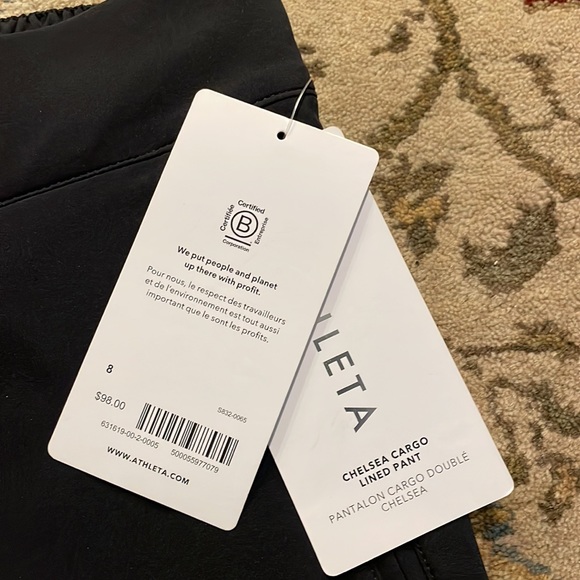 Certified
Certifiée
B
Corporation
Entreprise
We put people and planet
up there with profit.
Pour nous, le respect des travailleurs
et de l'environnement est tout aussi
important que le sont les profits.
8
$98.00
S832-0065
631619-00-2-0005
500055977079
WWW.ATHLETA.COM
HLETA
CHELSEA CARGO
LINED PANT
PANTALON CARGO DOUBLÉ
CHELSEA